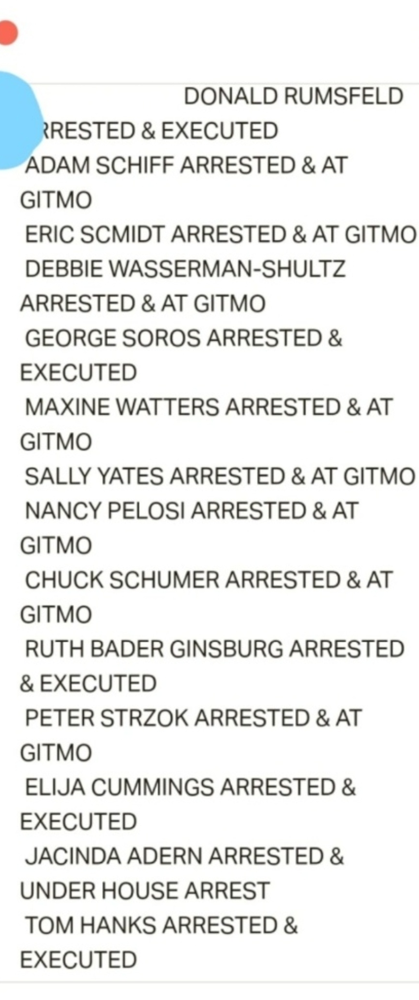 DONALD RUMSFELD
RRESTED & EXECUTED
ADAM SCHIFF ARRESTED & AT
GITMO
ERIC SCMIDT ARRESTED & AT GITMO
DEBBIE WASSERMAN-SHULTZ
ARRESTED & AT GITMO
GEORGE SOROS ARRESTED &
EXECUTED
MAXINE WATTERS ARRESTED & AT
GITMO
SALLY YATES ARRESTED & AT GITMO
NANCY PELOSI ARRESTED & AT
GITMO
CHUCK SCHUMER ARRESTED & AT
GITMO
RUTH BADER GINSBURG ARRESTED
& EXECUTED
PETER STRZOK ARRESTED & AT
GITMO
ELIJA CUMMINGS ARRESTED &
EXECUTED
JACINDA ADERN ARRESTED &
UNDER HOUSE ARREST
TOM HANKS ARRESTED &
EXECUTED